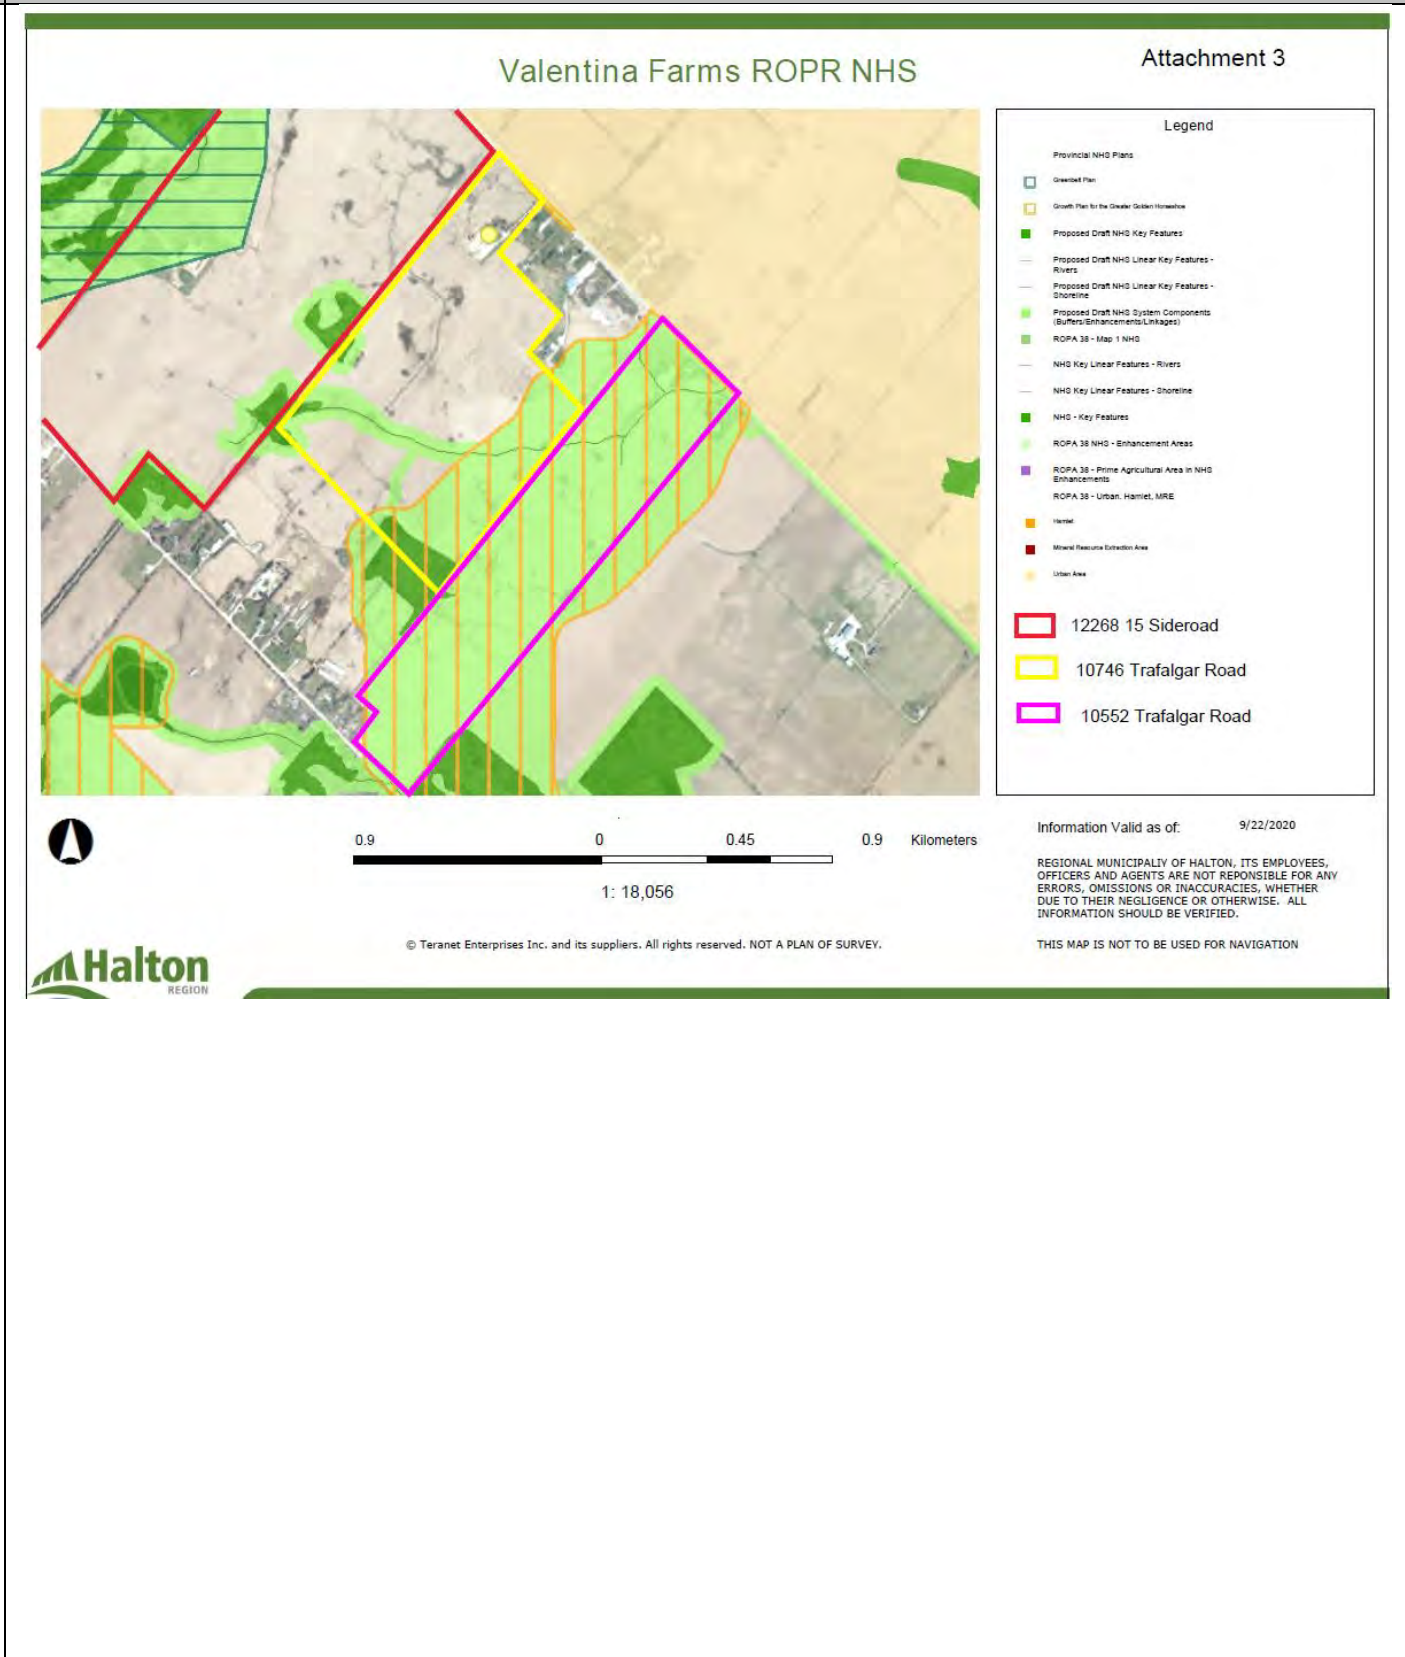 Valentina Farms ROPR NHS
Attachment 3
Legend
Provincial NHS Plans
Greenbelt Plan
Growth Plan for the Greater Golden Horseshoe
Proposed Draft NHS Key Features
Proposed Draft NHS Linear Key Features -
Rivers
Proposed Draft NHS Linear Key Features -
Shoreline
Proposed Draft NHS System Components
(Buffers/Enhancements/Linkages)
ROPA 38 - Map 1 NHS
NHS Key Linear Features - Rivers
NHS Key Linear Features - Shoreline
NHS - Key Features
ROPA 38 NHS - Enhancement Areas
ROPA 38 - Prime Agricultural Area in NHS
Enhancements
ROPA 38 - Urban, Hamlet, MRE
Hamlet
Mineral Resource Extraction Area
Urban Area
12268 15 Sideroad
10746 Trafalgar Road
10552 Trafalgar Road
0.9 0 0.45 0.9 Kilometers
1: 18,056
Information Valid as of: 9/22/2020
REGIONAL MUNICIPALIY OF HALTON, ITS EMPLOYEES,
OFFICERS AND AGENTS ARE NOT REPONSIBLE FOR ANY
ERRORS, OMISSIONS OR INACCURACIES, WHETHER
DUE TO THEIR NEGLIGENCE OR OTHERWISE. ALL
INFORMATION SHOULD BE VERIFIED.
THIS MAP IS NOT TO BE USED FOR NAVIGATION
© Teranet Enterprises Inc. and its suppliers. All rights reserved. NOT A PLAN OF SURVEY.
Halton
REGION